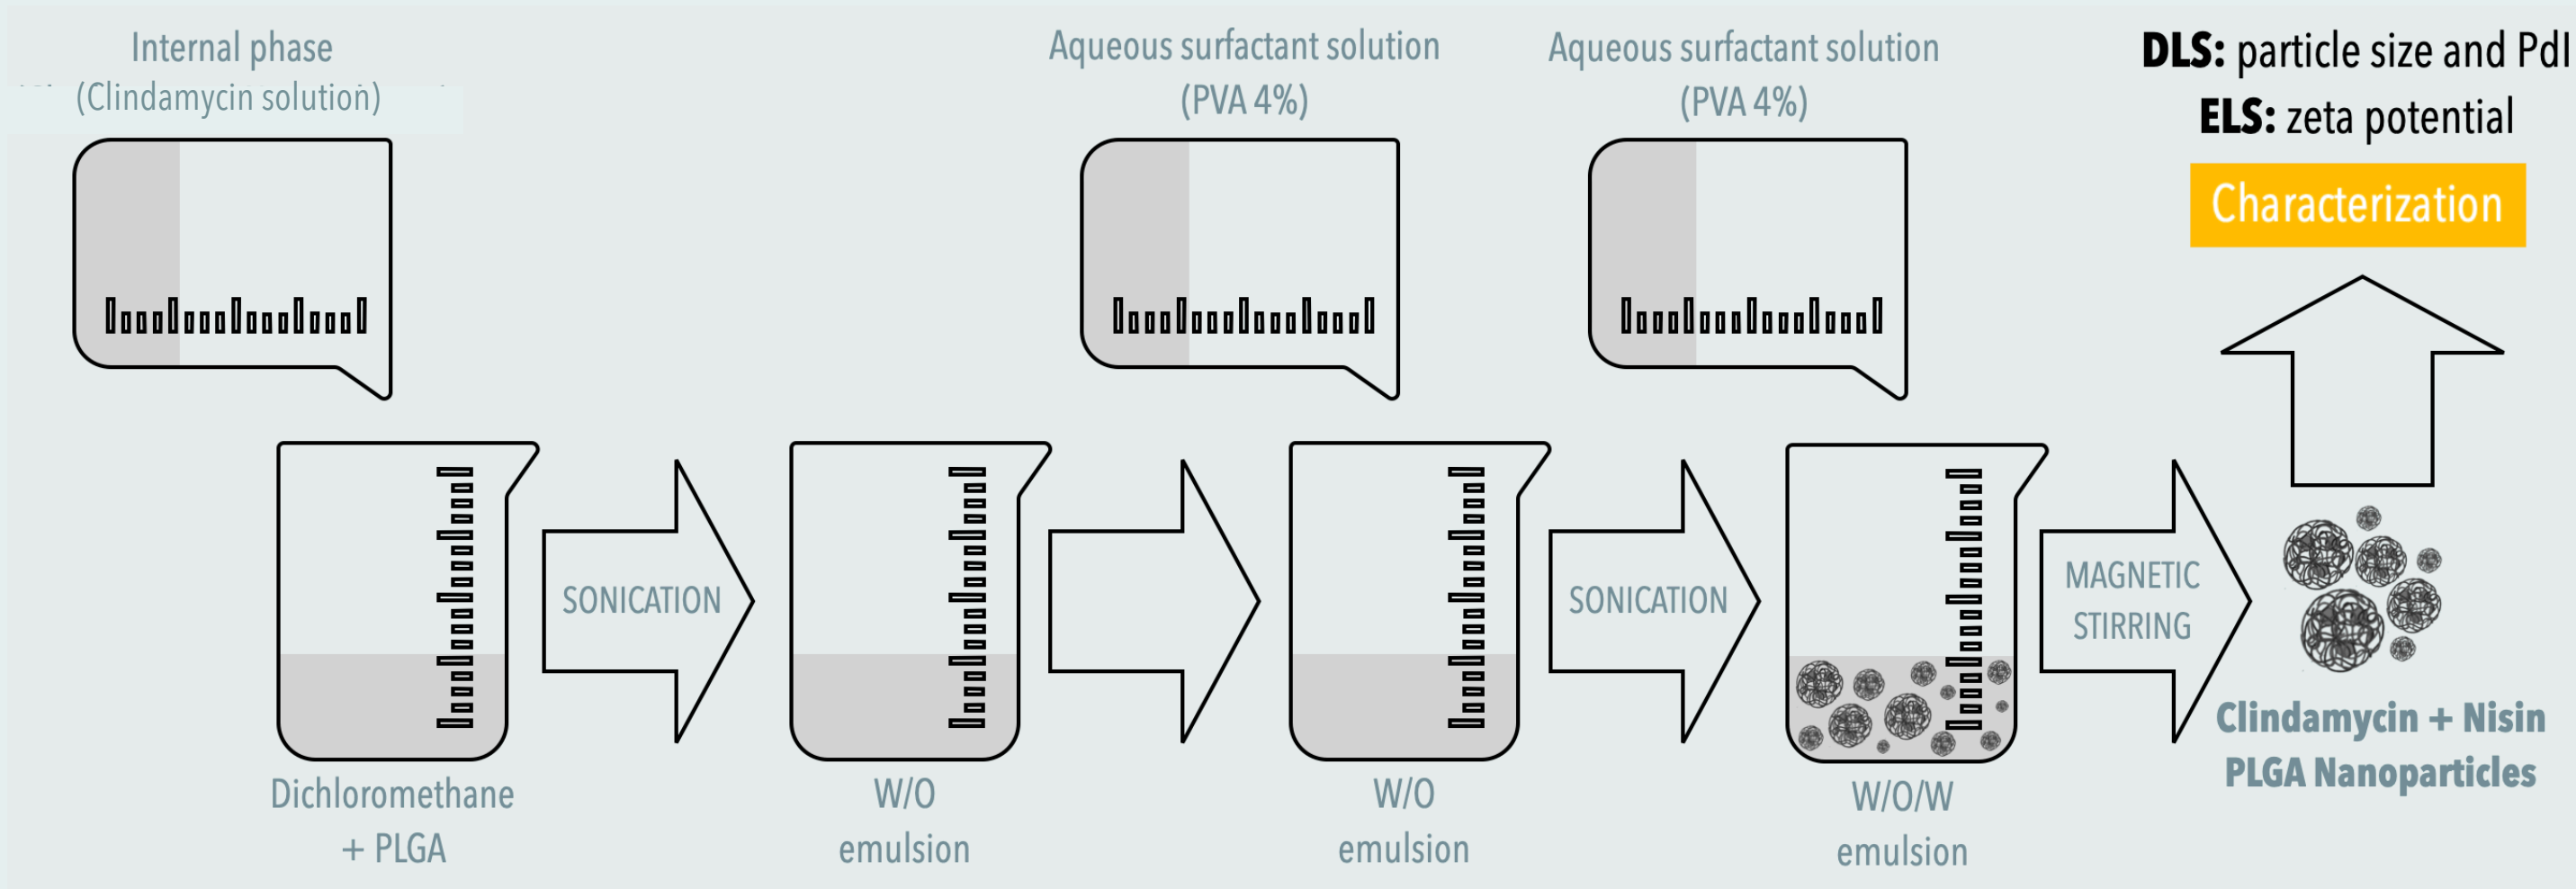 Internal phase
(Clindamycin solution)
Aqueous surfactant solution
(PVA 4%)
Aqueous surfactant solution
(PVA 4%)
DLS: particle size and PdI
ELS: zeta potential
Characterization
SONICATION
SONICATION
MAGNETIC
STIRRING
Dichloromethane
+ PLGA
W/O
emulsion
W/O
emulsion
W/O/W
emulsion
Clindamycin + Nisin
PLGA Nanoparticles